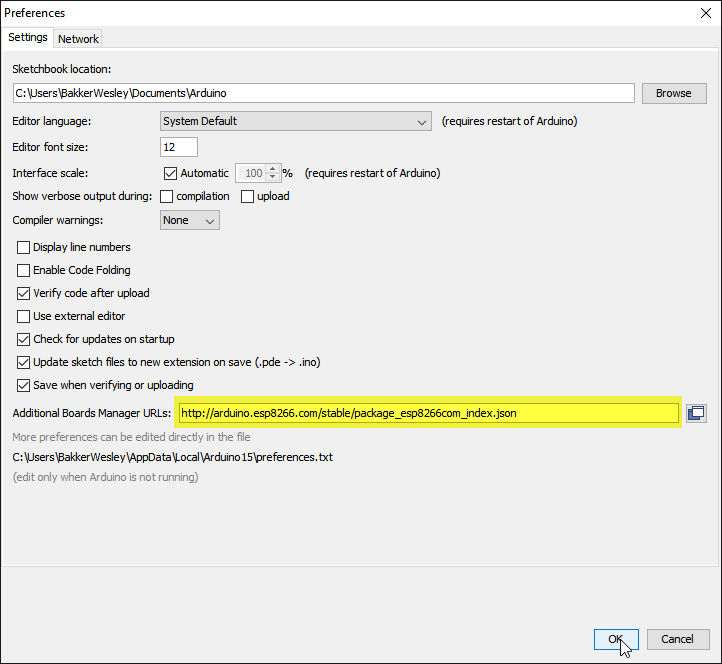 Preferences
Settings Network
Sketchbook location:
C:\Users\BakkerWesley\Documents\Arduino Browse
Editor language: System Default (requires restart of Arduino)
Editor font size: 12
Interface scale: Automatic 100 % (requires restart of Arduino)
Show verbose output during: compilation upload
Compiler warnings: None
Display line numbers
Enable Code Folding
Verify code after upload
Use external editor
Check for updates on startup
Update sketch files to new extension on save (.pde -> .ino)
Save when verifying or uploading
Additional Boards Manager URLs: http://arduino.esp8266.com/stable/package_esp8266com_index.json
More preferences can be edited directly in the file
C:\Users\BakkerWesley\AppData\Local\Arduino15\preferences.txt
(edit only when Arduino is not running)
OK Cancel